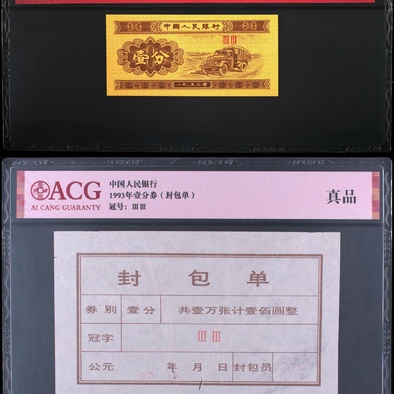 中国人民银行
III III
壹分
一九五三年
ACG
AI CANG GUARANTY
中国人民银行
1993年壹分券(封包单)
冠号: III III
真品
封 包 单
券别 壹分 共壹万张计壹佰圆整
冠字 III III
公元 年 月 日 封包员